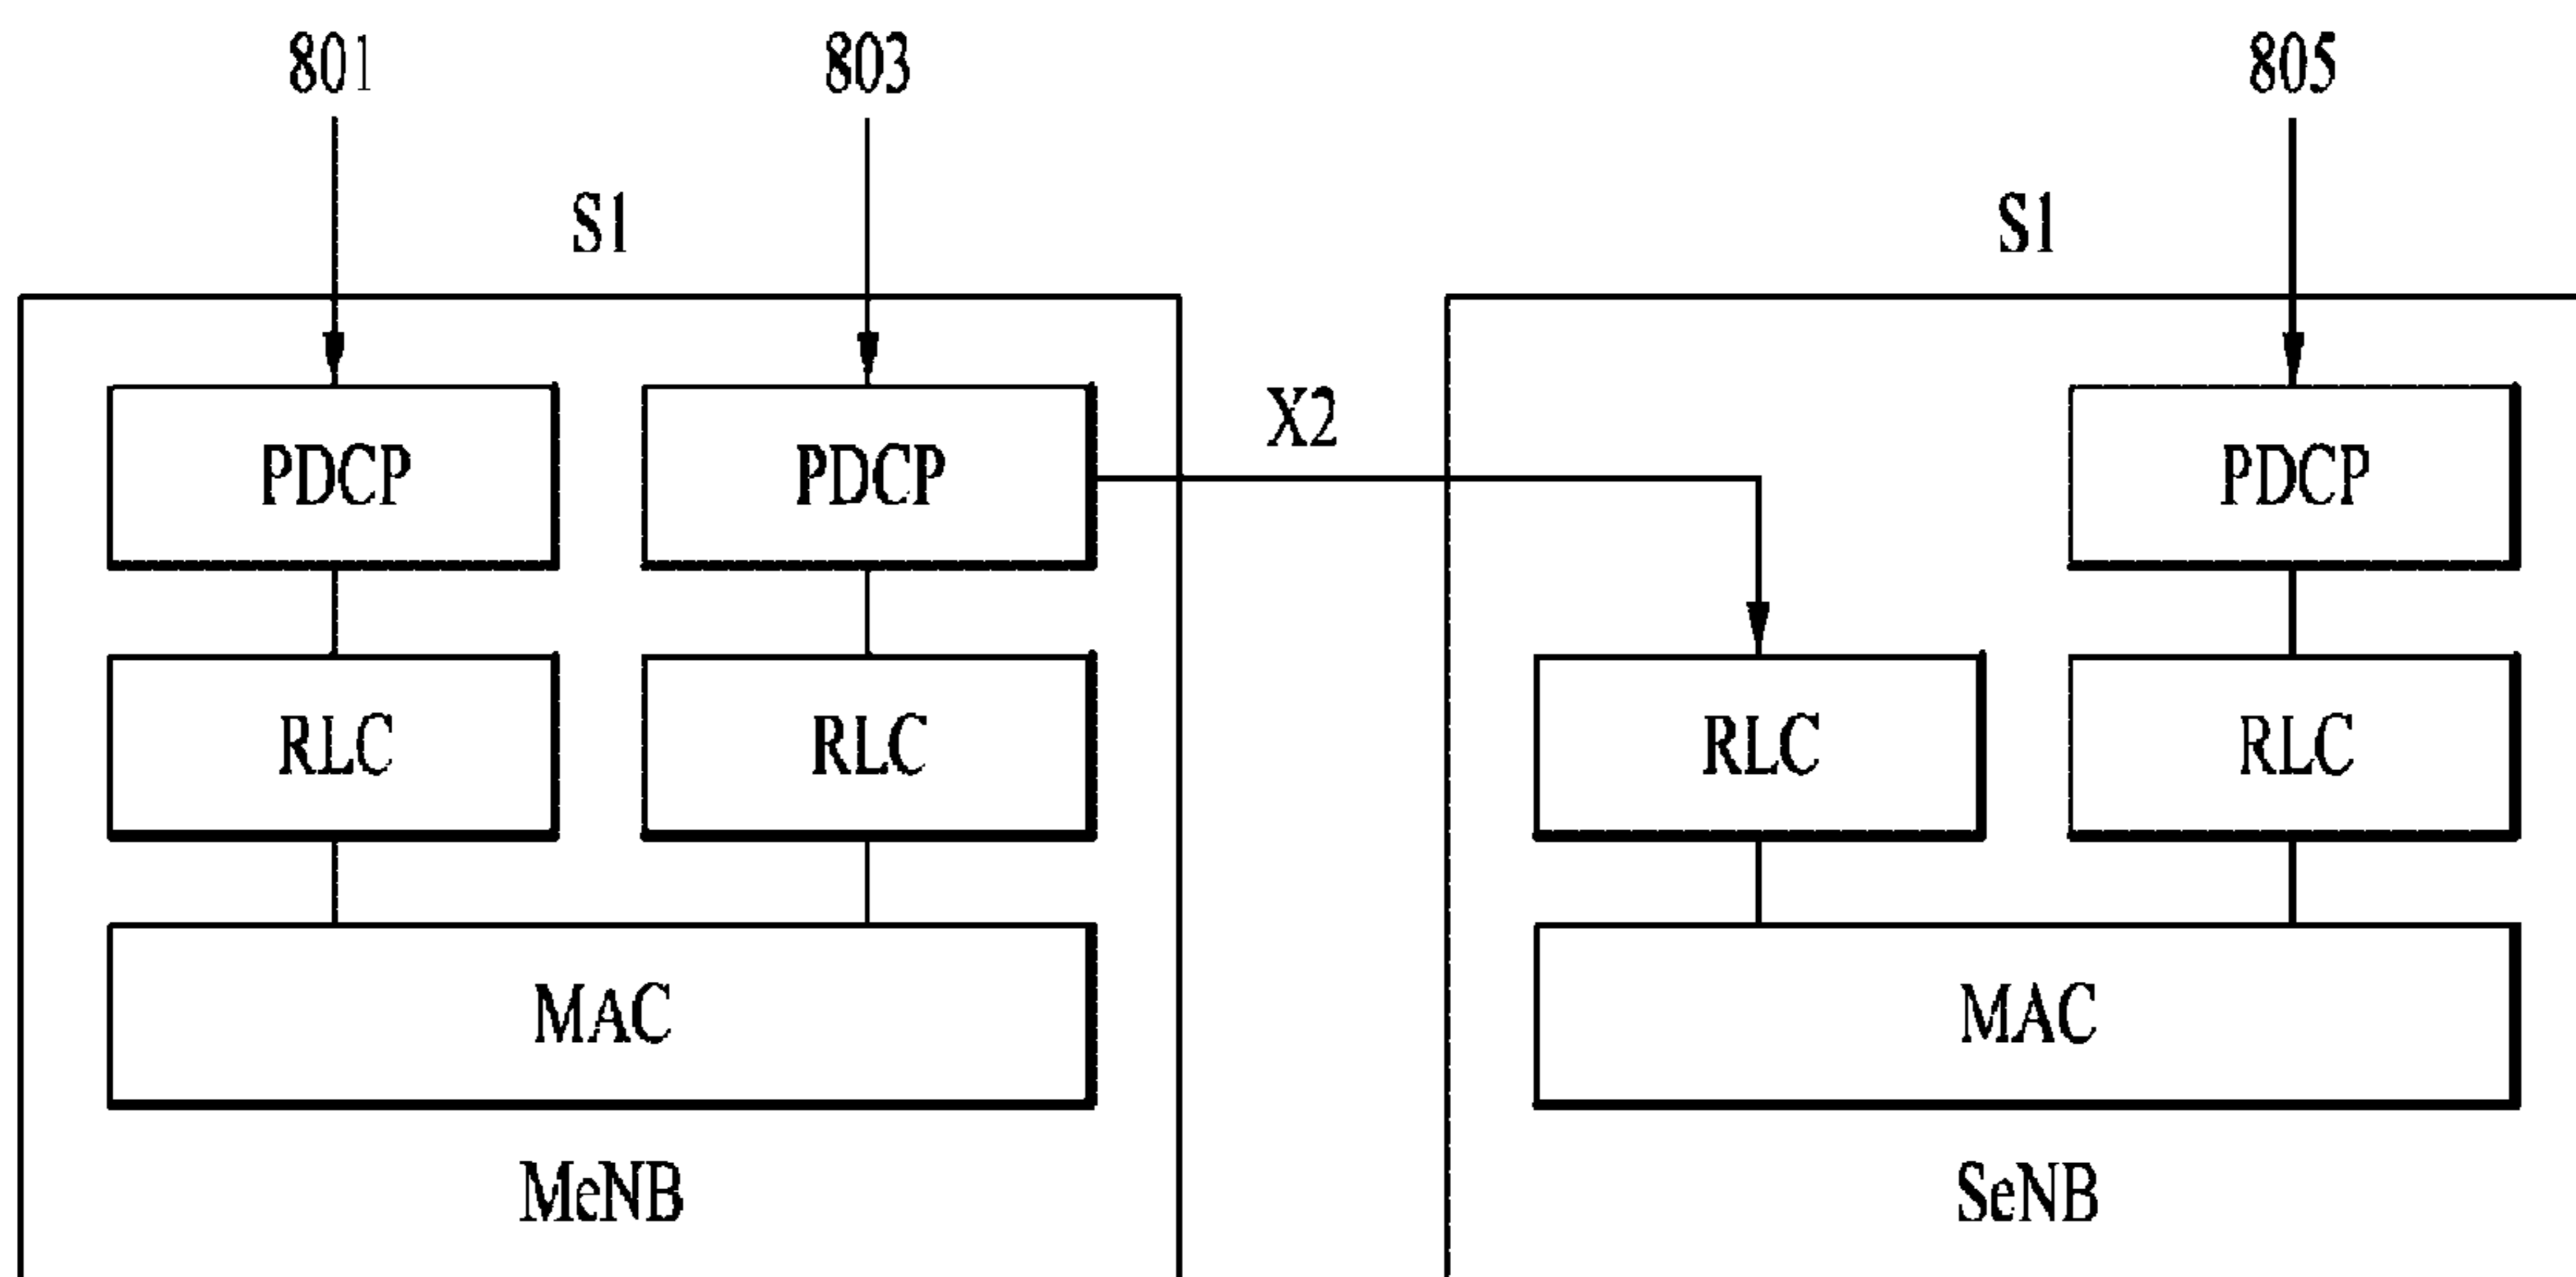 801 803 805
S1 S1
X2
PDCP PDCP PDCP
RLC RLC RLC RLC
MAC MAC
MeNB SeNB